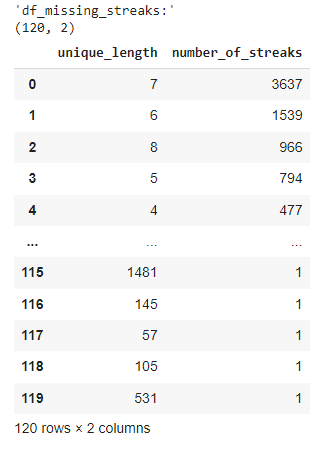 'df_missing_streaks:'
(120, 2)
unique_length number_of_streaks
0 7 3637
1 6 1539
2 8 966
3 5 794
4 4 477
... ... ...
115 1481 1
116 145 1
117 57 1
118 105 1
119 531 1
120 rows × 2 columns